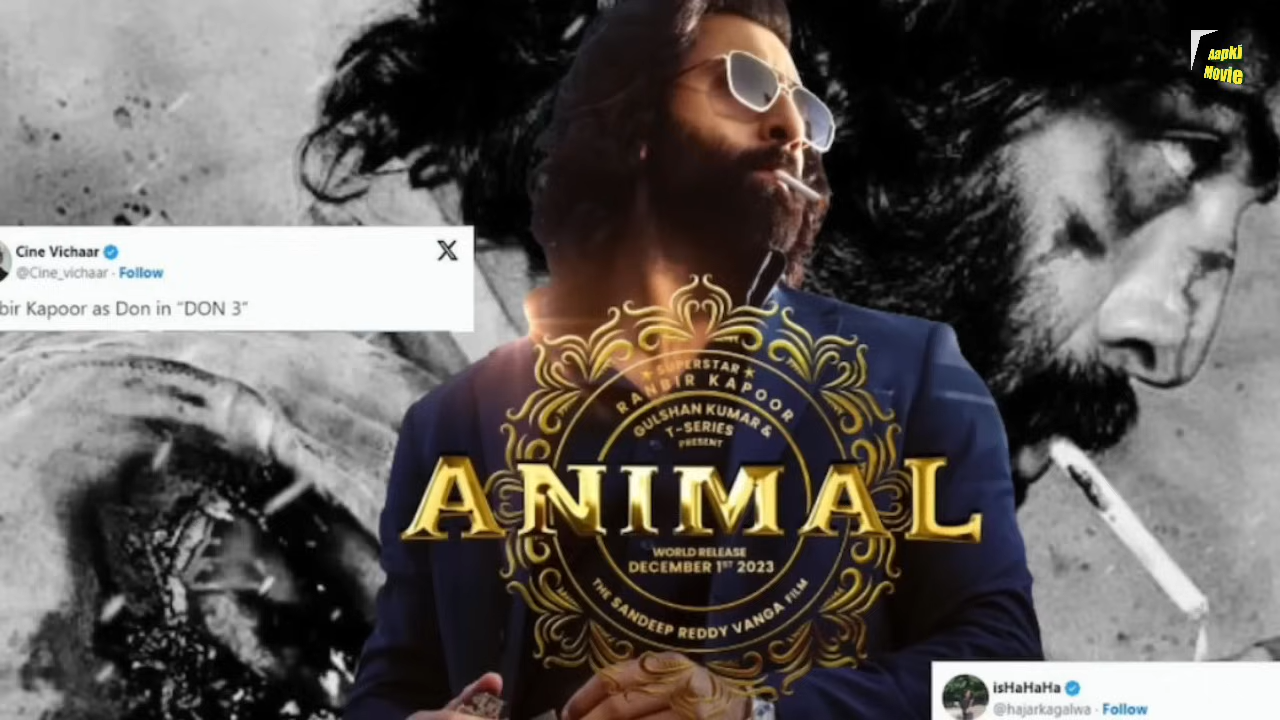 Aapki
Movie
Cine Vichaar
@Cine_vichaar · Follow
bir Kapoor as Don in “DON 3”
SUPERSTAR
RANBIR KAPOOR
GULSHAN KUMAR &
T-SERIES
PRESENT
ANIMAL
WORLD RELEASE
DECEMBER 1ST 2023
THE SANDEEP REDDY VANGA FILM
isHaHaHa
@hajarkagalwa · Follow